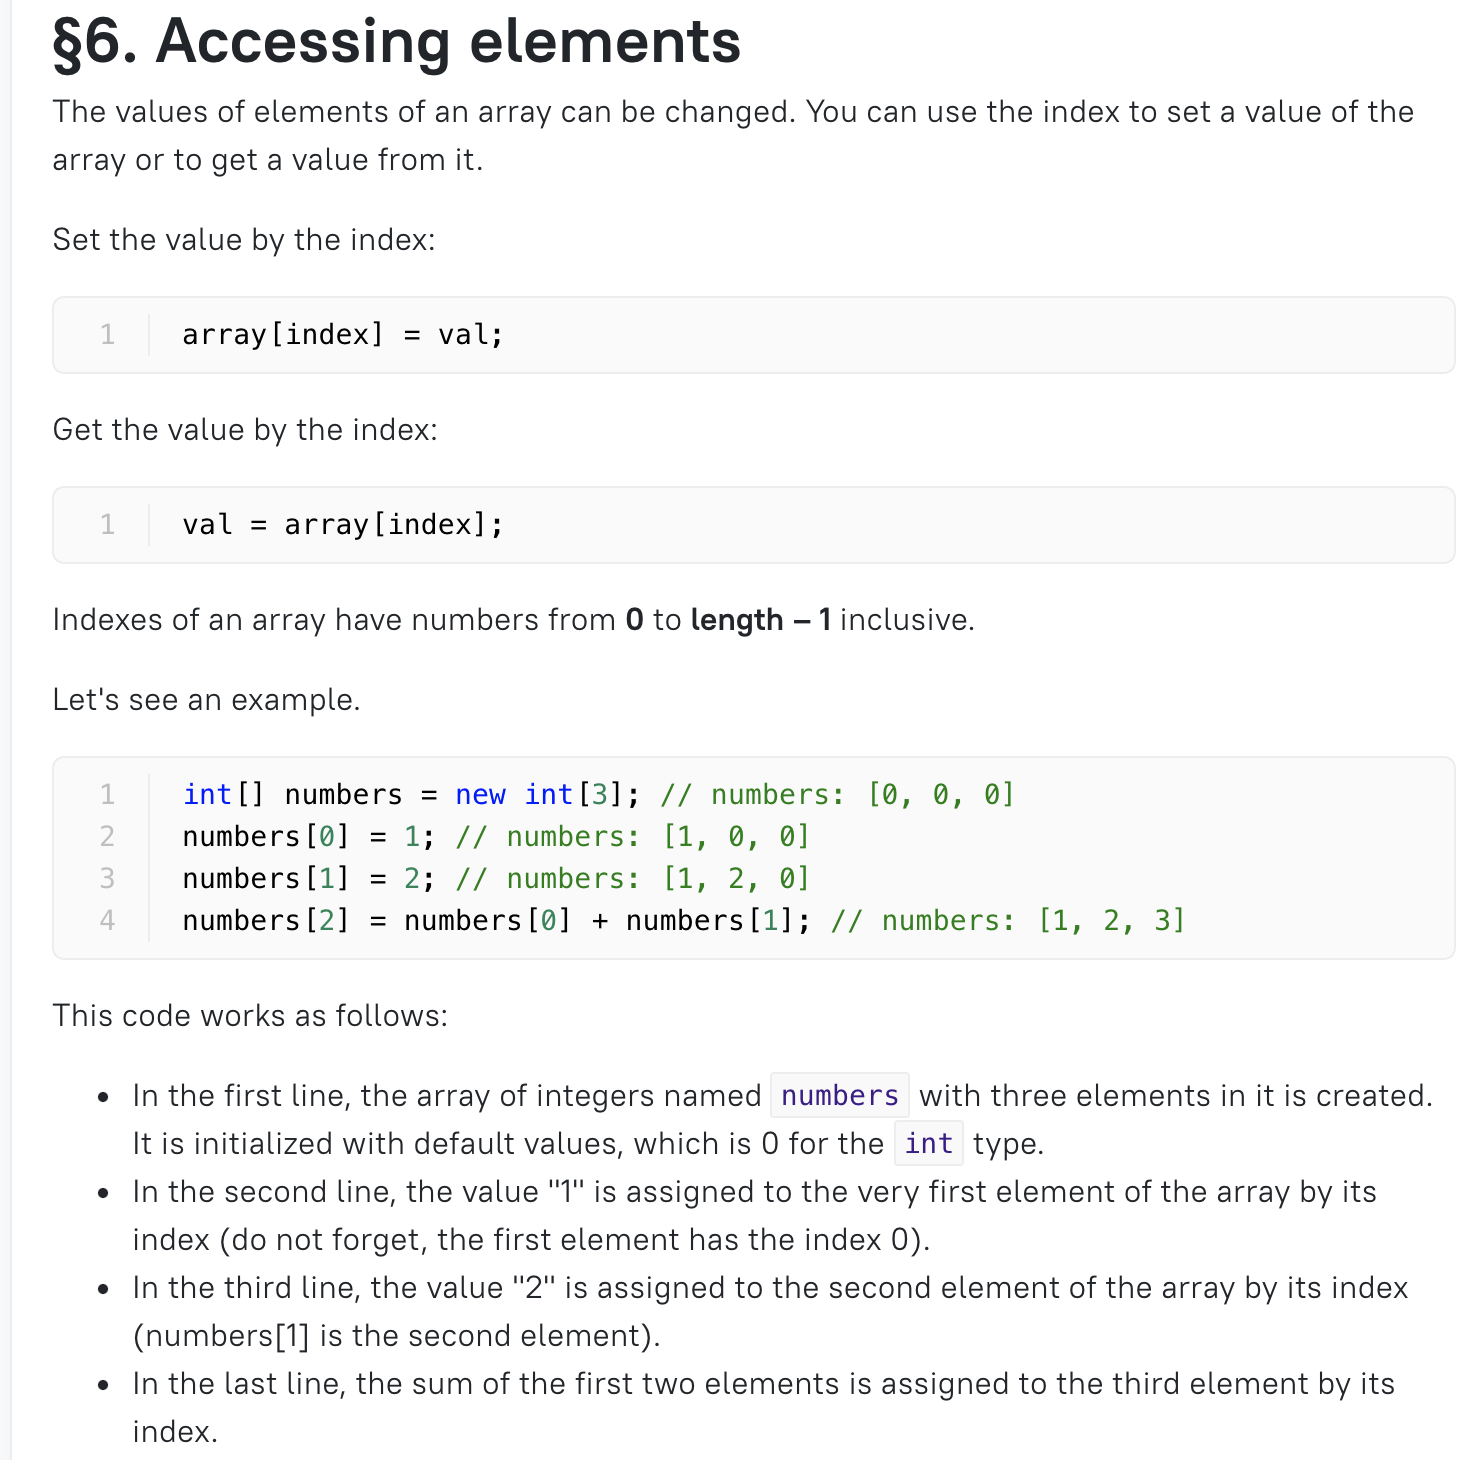 §6. Accessing elements
The values of elements of an array can be changed. You can use the index to set a value of the
array or to get a value from it.
Set the value by the index:
1 array[index] = val;
Get the value by the index:
1 val = array[index];
Indexes of an array have numbers from 0 to length – 1 inclusive.
Let's see an example.
1 int[] numbers = new int[3]; // numbers: [0, 0, 0]
2 numbers[0] = 1; // numbers: [1, 0, 0]
3 numbers[1] = 2; // numbers: [1, 2, 0]
4 numbers[2] = numbers[0] + numbers[1]; // numbers: [1, 2, 3]
This code works as follows:
• In the first line, the array of integers named numbers with three elements in it is created.
It is initialized with default values, which is 0 for the int type.
• In the second line, the value "1" is assigned to the very first element of the array by its
index (do not forget, the first element has the index 0).
• In the third line, the value "2" is assigned to the second element of the array by its index
(numbers[1] is the second element).
• In the last line, the sum of the first two elements is assigned to the third element by its
index.